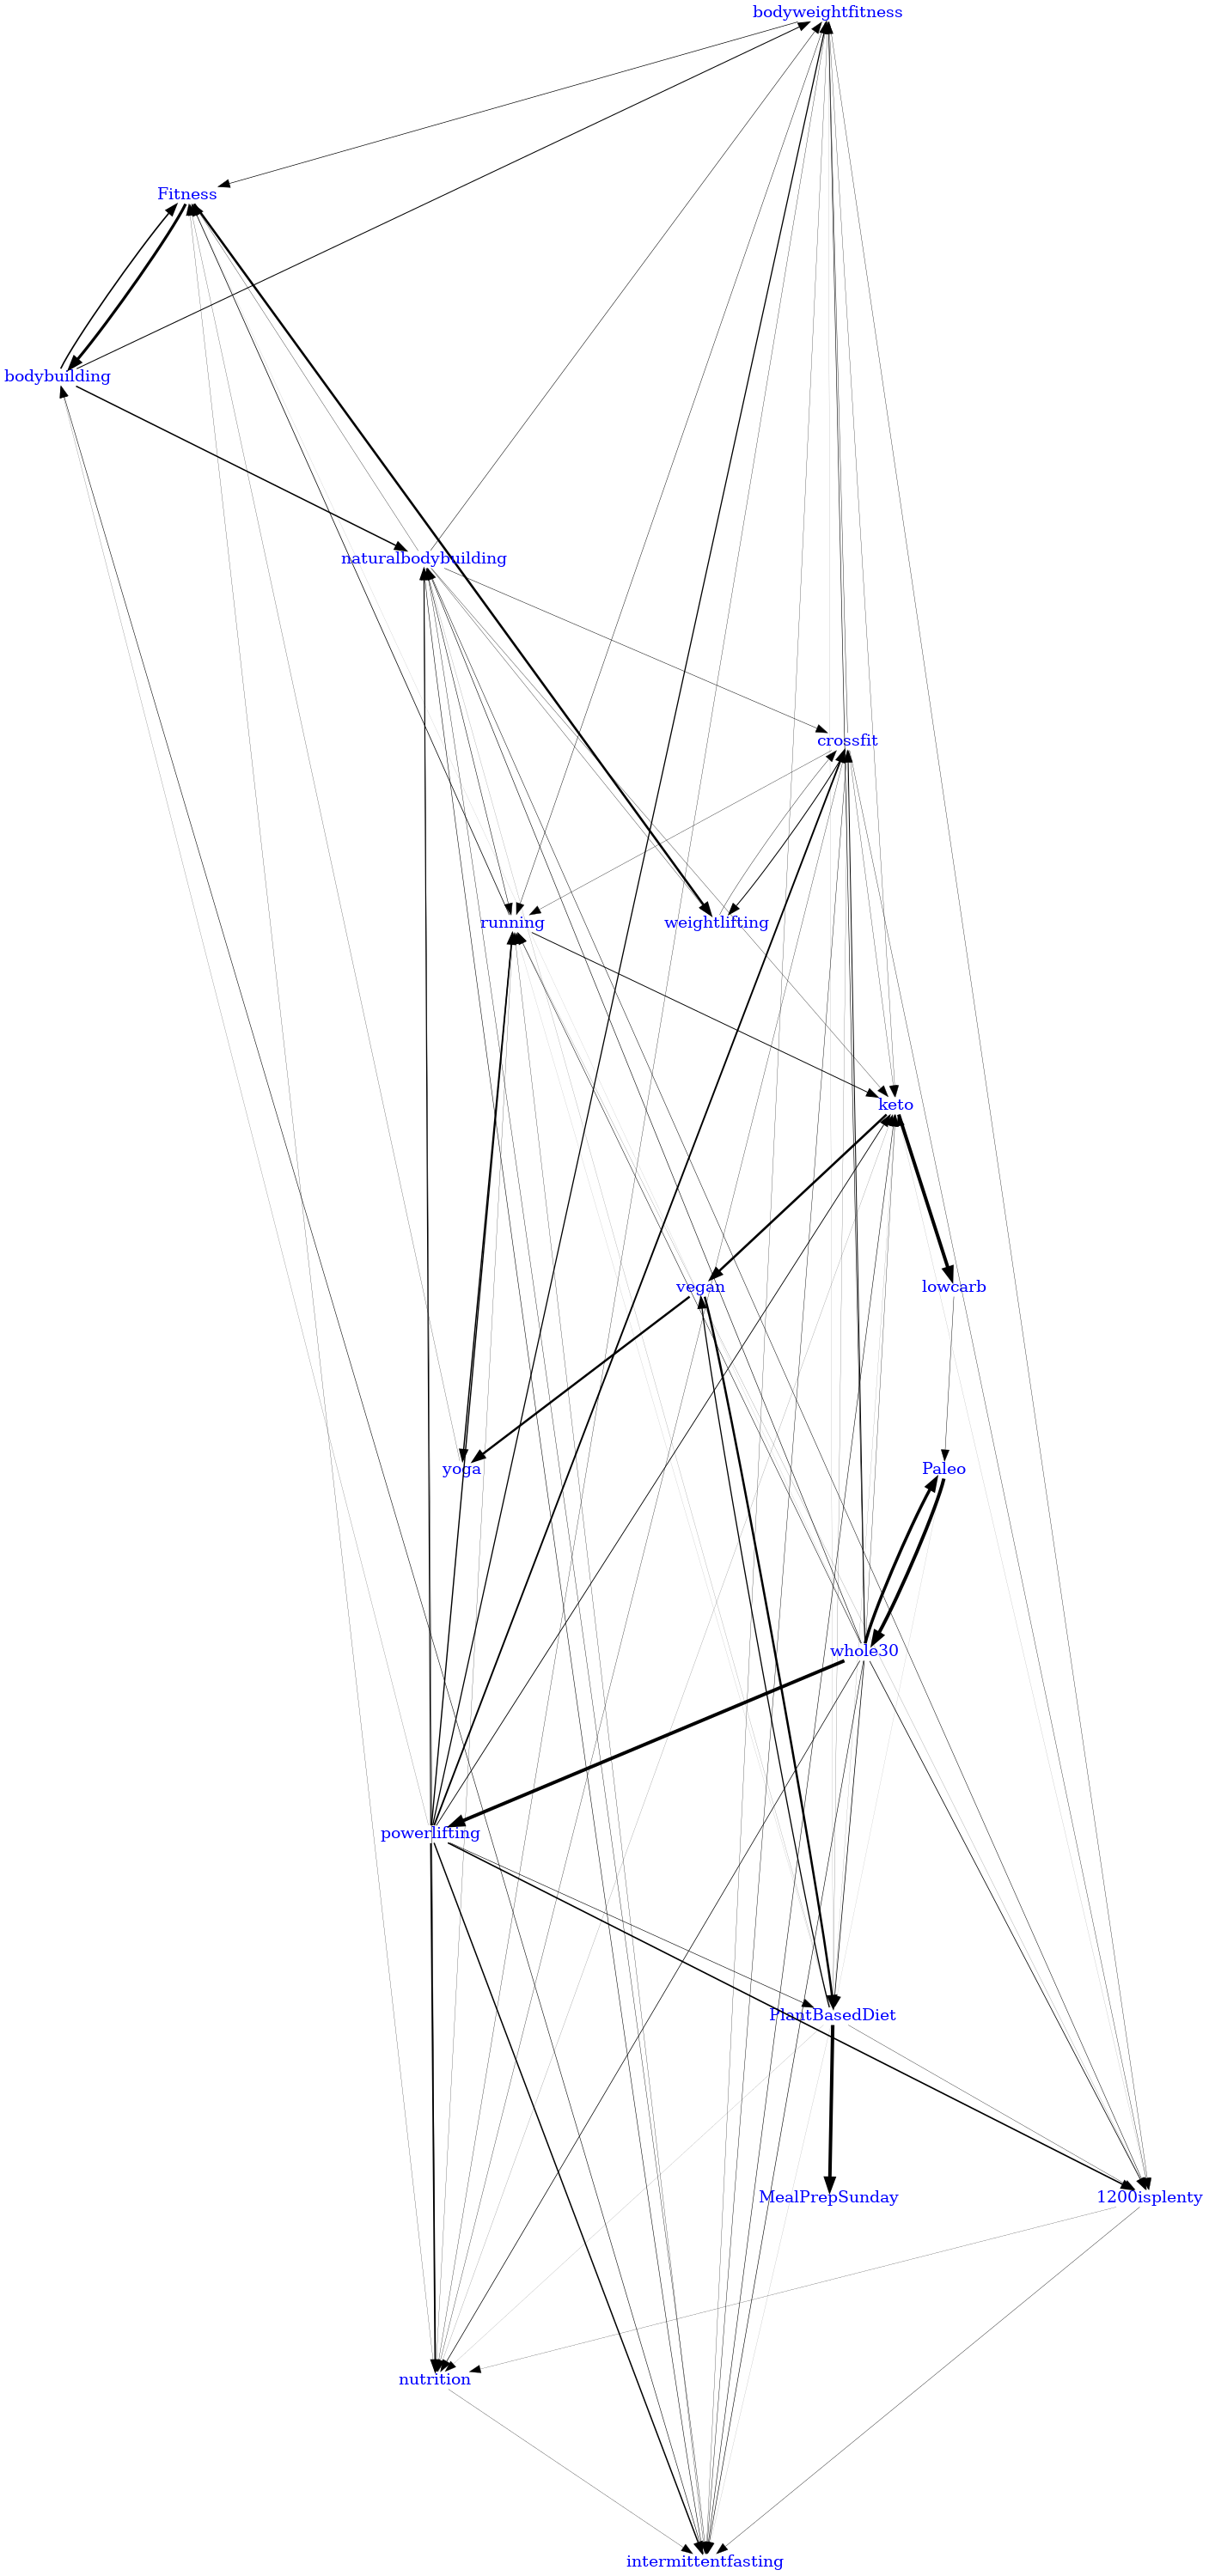 bodyweightfitness
Fitness
bodybuilding
naturalbodybuilding
crossfit
running
weightlifting
keto
vegan
lowcarb
yoga
Paleo
whole30
powerlifting
PlantBasedDiet
MealPrepSunday
1200isplenty
nutrition
intermittentfasting